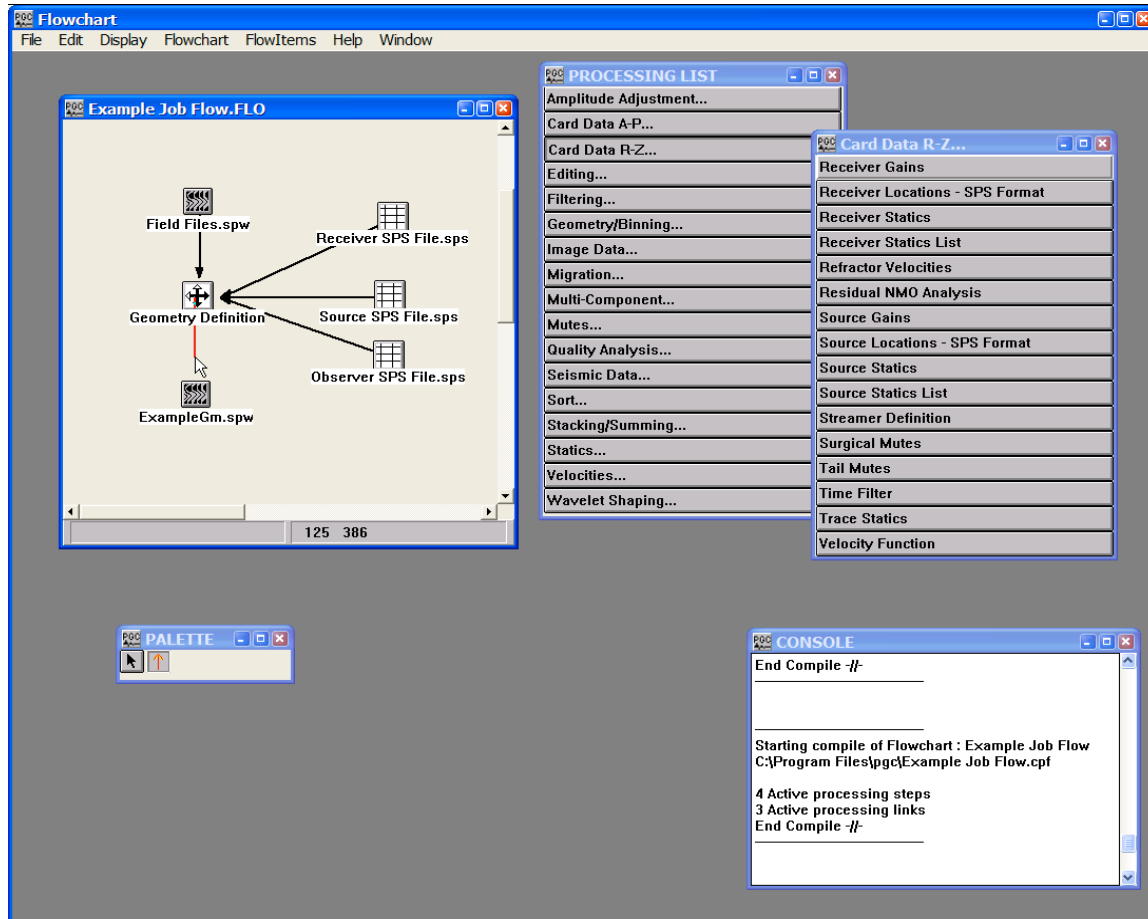 PGC Flowchart
File Edit Display Flowchart FlowItems Help Window
PGC Example Job Flow.FLO
Field Files.spw
Receiver SPS File.sps
Geometry Definition
Source SPS File.sps
Observer SPS File.sps
ExampleGm.spw
125 386
PGC PROCESSING LIST
Amplitude Adjustment...
Card Data A-P...
Card Data R-Z...
Editing...
Filtering...
Geometry/Binning...
Image Data...
Migration...
Multi-Component...
Mutes...
Quality Analysis...
Seismic Data...
Sort...
Stacking/Summing...
Statics...
Velocities...
Wavelet Shaping...
PGC Card Data R-Z...
Receiver Gains
Receiver Locations - SPS Format
Receiver Statics
Receiver Statics List
Refractor Velocities
Residual NMO Analysis
Source Gains
Source Locations - SPS Format
Source Statics
Source Statics List
Streamer Definition
Surgical Mutes
Tail Mutes
Time Filter
Trace Statics
Velocity Function
PGC PALETTE
PGC CONSOLE
End Compile -//-
Starting compile of Flowchart : Example Job Flow
C:\Program Files\pgc\Example Job Flow.cpf
4 Active processing steps
3 Active processing links
End Compile -//-